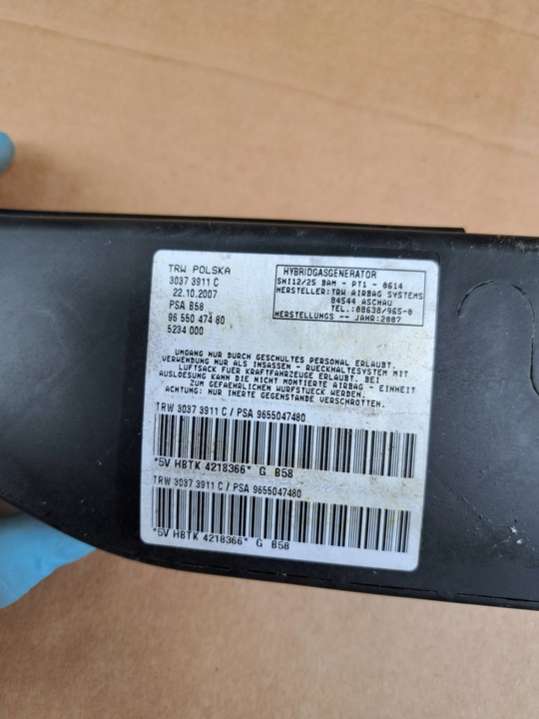 TRW POLSKA
3037 3911 C
22.10.2007
PSA B58
96 550 474 80
5234 000
HYBRIDGASGENERATOR
5NI12/25 BAM - PT1 - 0614
HERSTELLER:TRW AIRBAG SYSTEMS
84544 ASCHAU
TEL.:08638/965-0
HERSTELLUNGS -- JAHR:2007
UMGANG NUR DURCH GESCHULTES PERSONAL ERLAUBT.
VERWENDUNG NUR ALS INSASSEN - RUECKHALTESYSTEM MIT
LUFTSACK FUER KRAFTFAHRZEUGE ERLAUBT. BEI
AUSLOESUNG KANN DIE NICHT MONTIERTE AIRBAG - EINHEIT
ZUM GEFAEHRLICHEN WURFSTUECK WERDEN.
ACHTUNG: NUR INERTE GEGENSTANDE VERSCHROTTEN.
TRW 3037 3911 C / PSA 9655047480
*5V HBTK 4218366* G B58
TRW 3037 3911 C / PSA 9655047480
*5V HBTK 4218366* G B58